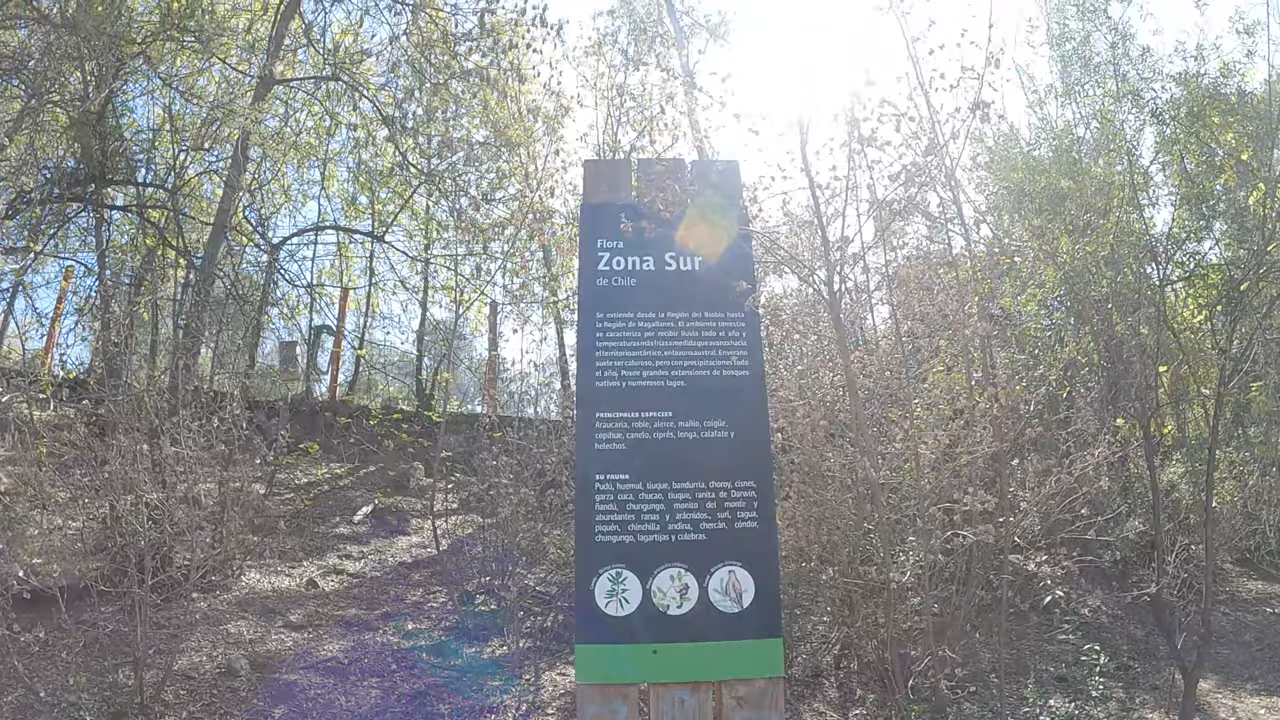 Flora
Zona Sur
de Chile
Se extiende desde la Región del Biobío hasta
la Región de Magallanes. El ambiente terrestre
se caracteriza por recibir lluvia todo el año y
temperaturas más frías a medida que avanza hacia
el territorio antártico, en la zona austral. En verano
suele ser caluroso, pero con precipitaciones todo
el año. Posee grandes extensiones de bosques
nativos y numerosos lagos.
PRINCIPALES ESPECIES
Araucaria, roble, alerce, mañío, coigüe,
copihue, canelo, ciprés, lenga, calafate y
helechos.
SU FAUNA
Pudú, huemul, tiuque, bandurria, choroy, cisnes,
garza cuca, chucao, tiuque, ranita de Darwin,
ñandú, chungungo, monito del monte y
abundantes ranas y arácnidos., suri, tagua,
piquén, chinchilla andina, chercán, cóndor,
chungungo, lagartijas y culebras.